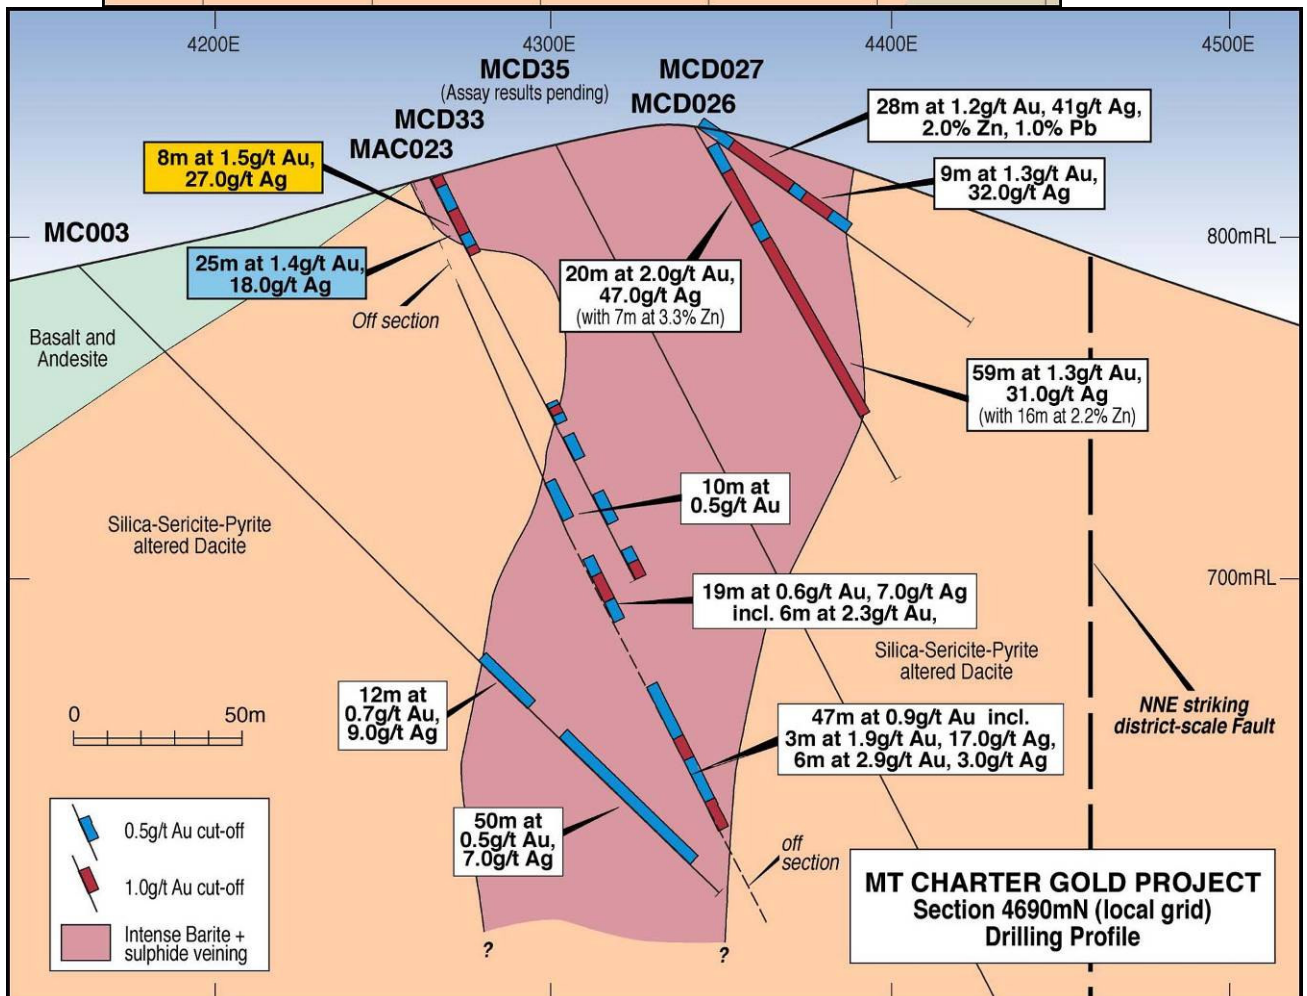 4200E
4300E
4400E
4500E
MCD35
(Assay results pending)
MCD027
MCD026
MCD33
MAC023
MC003
28m at 1.2g/t Au, 41g/t Ag,
2.0% Zn, 1.0% Pb
8m at 1.5g/t Au,
27.0g/t Ag
9m at 1.3g/t Au,
32.0g/t Ag
800mRL
25m at 1.4g/t Au,
18.0g/t Ag
20m at 2.0g/t Au,
47.0g/t Ag
(with 7m at 3.3% Zn)
Off section
Basalt and
Andesite
59m at 1.3g/t Au,
31.0g/t Ag
(with 16m at 2.2% Zn)
10m at
0.5g/t Au
Silica-Sericite-Pyrite
altered Dacite
700mRL
19m at 0.6g/t Au, 7.0g/t Ag
incl. 6m at 2.3g/t Au,
Silica-Sericite-Pyrite
altered Dacite
12m at
0.7g/t Au,
9.0g/t Ag
NNE striking
district-scale Fault
0 50m
47m at 0.9g/t Au incl.
3m at 1.9g/t Au, 17.0g/t Ag,
6m at 2.9g/t Au, 3.0g/t Ag
50m at
0.5g/t Au,
7.0g/t Ag
off
section
0.5g/t Au cut-off
1.0g/t Au cut-off
Intense Barite +
sulphide veining
?
?
MT CHARTER GOLD PROJECT
Section 4690mN (local grid)
Drilling Profile